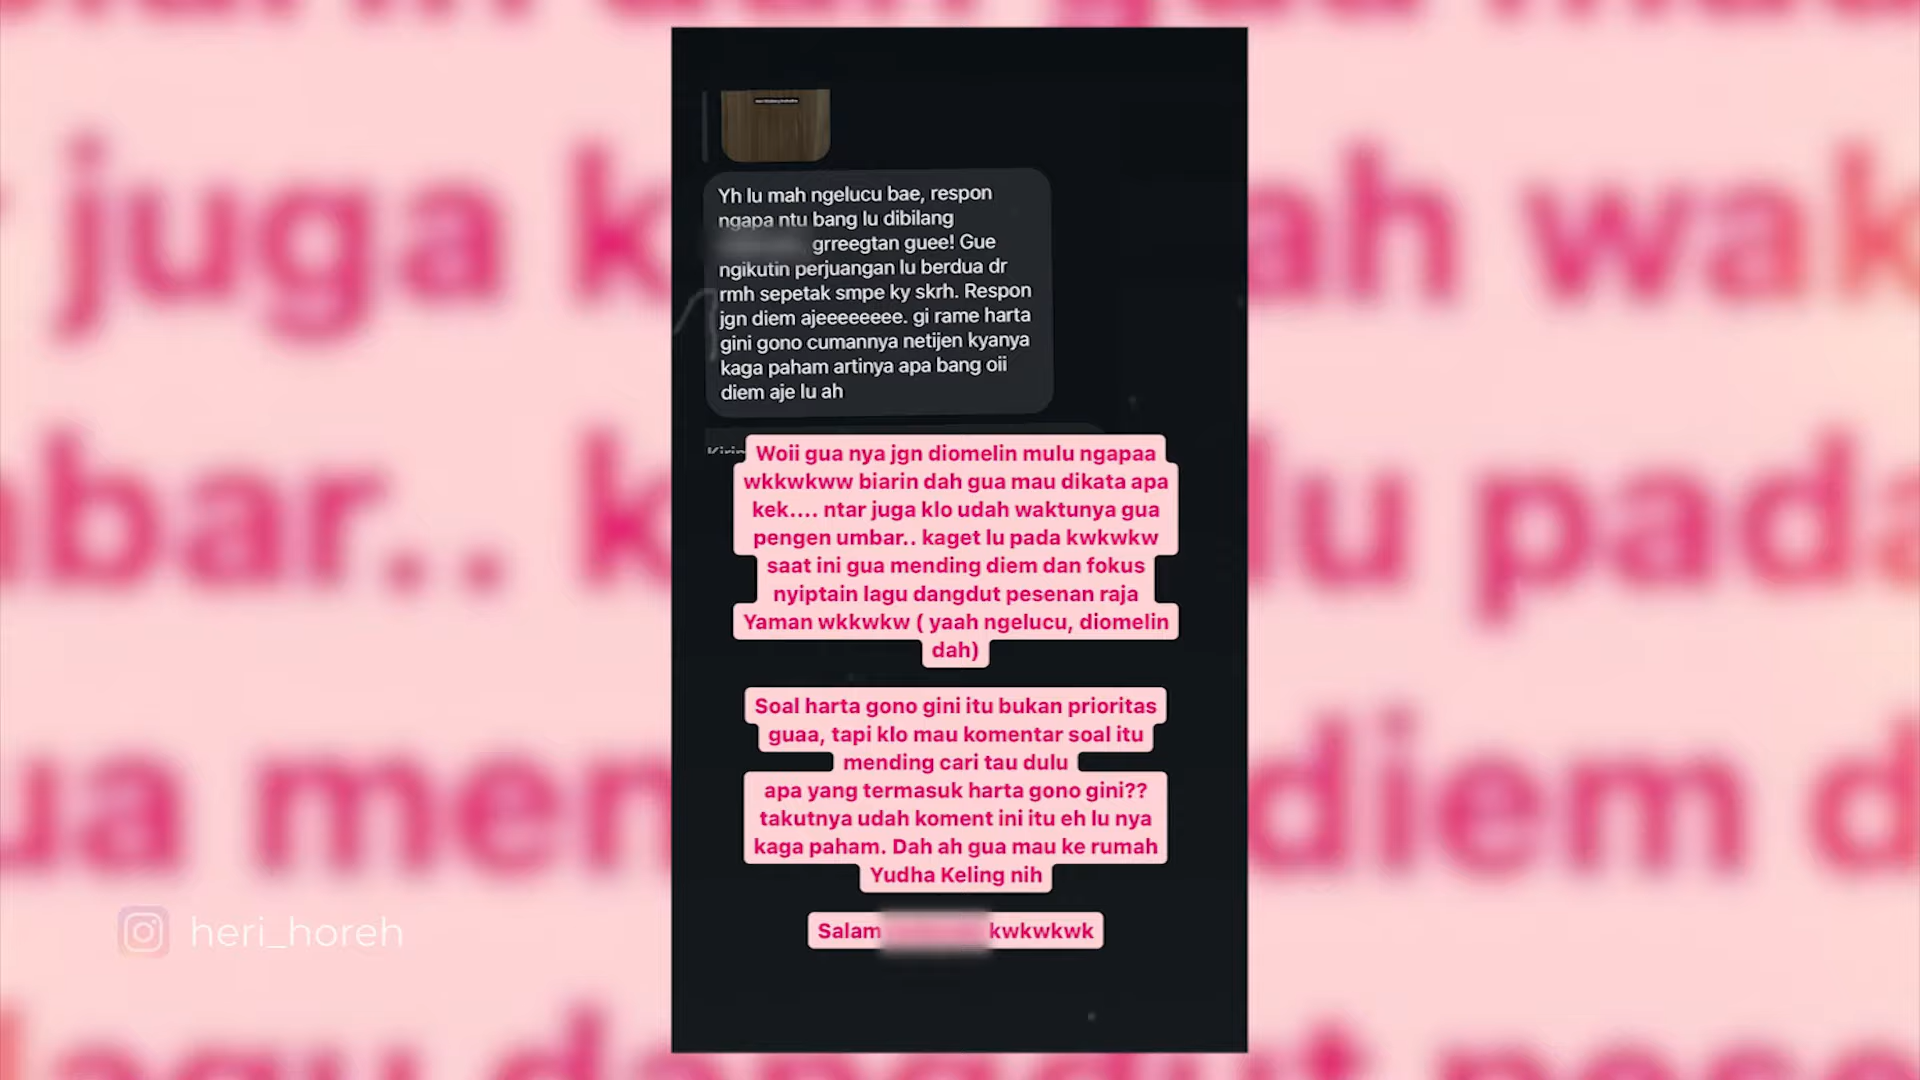 Yh lu mah ngelucu bae, respon
ngapa ntu bang lu dibilang
grreegtan guee! Gue
ngikutin perjuangan lu berdua dr
rmh sepetak smpe ky skrh. Respon
jgn diem ajeeeeeeee. gi rame harta
gini gono cumannya netijen kyanya
kaga paham artinya apa bang oii
diem aje lu ah
Woii gua nya jgn diomelin mulu ngapaa
wkkwkww biarin dah gua mau dikata apa
kek.... ntar juga klo udah waktunya gua
pengen umbar.. kaget lu pada kwkwkw
saat ini gua mending diem dan fokus
nyiptain lagu dangdut pesenan raja
Yaman wkkwkw ( yaah ngelucu, diomelin
dah)
Soal harta gono gini itu bukan prioritas
guaa, tapi klo mau komentar soal itu
mending cari tau dulu
apa yang termasuk harta gono gini??
takutnya udah koment ini itu eh lu nya
kaga paham. Dah ah gua mau ke rumah
Yudha Keling nih
Salam kwkwkwk
heri_horeh